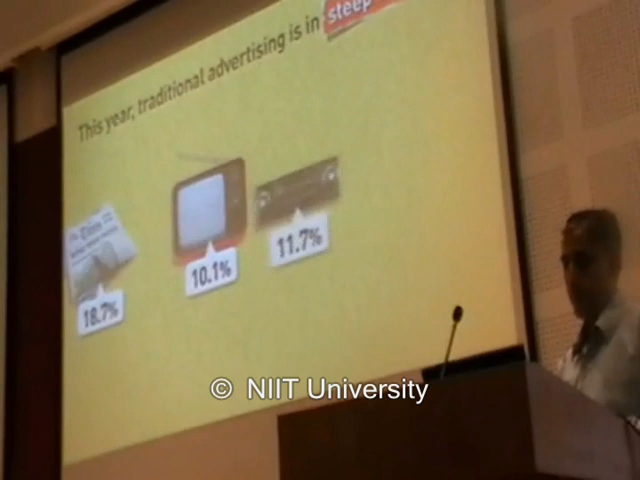 This year, traditional advertising is in steep
18.7%
10.1%
11.7%
© NIIT University